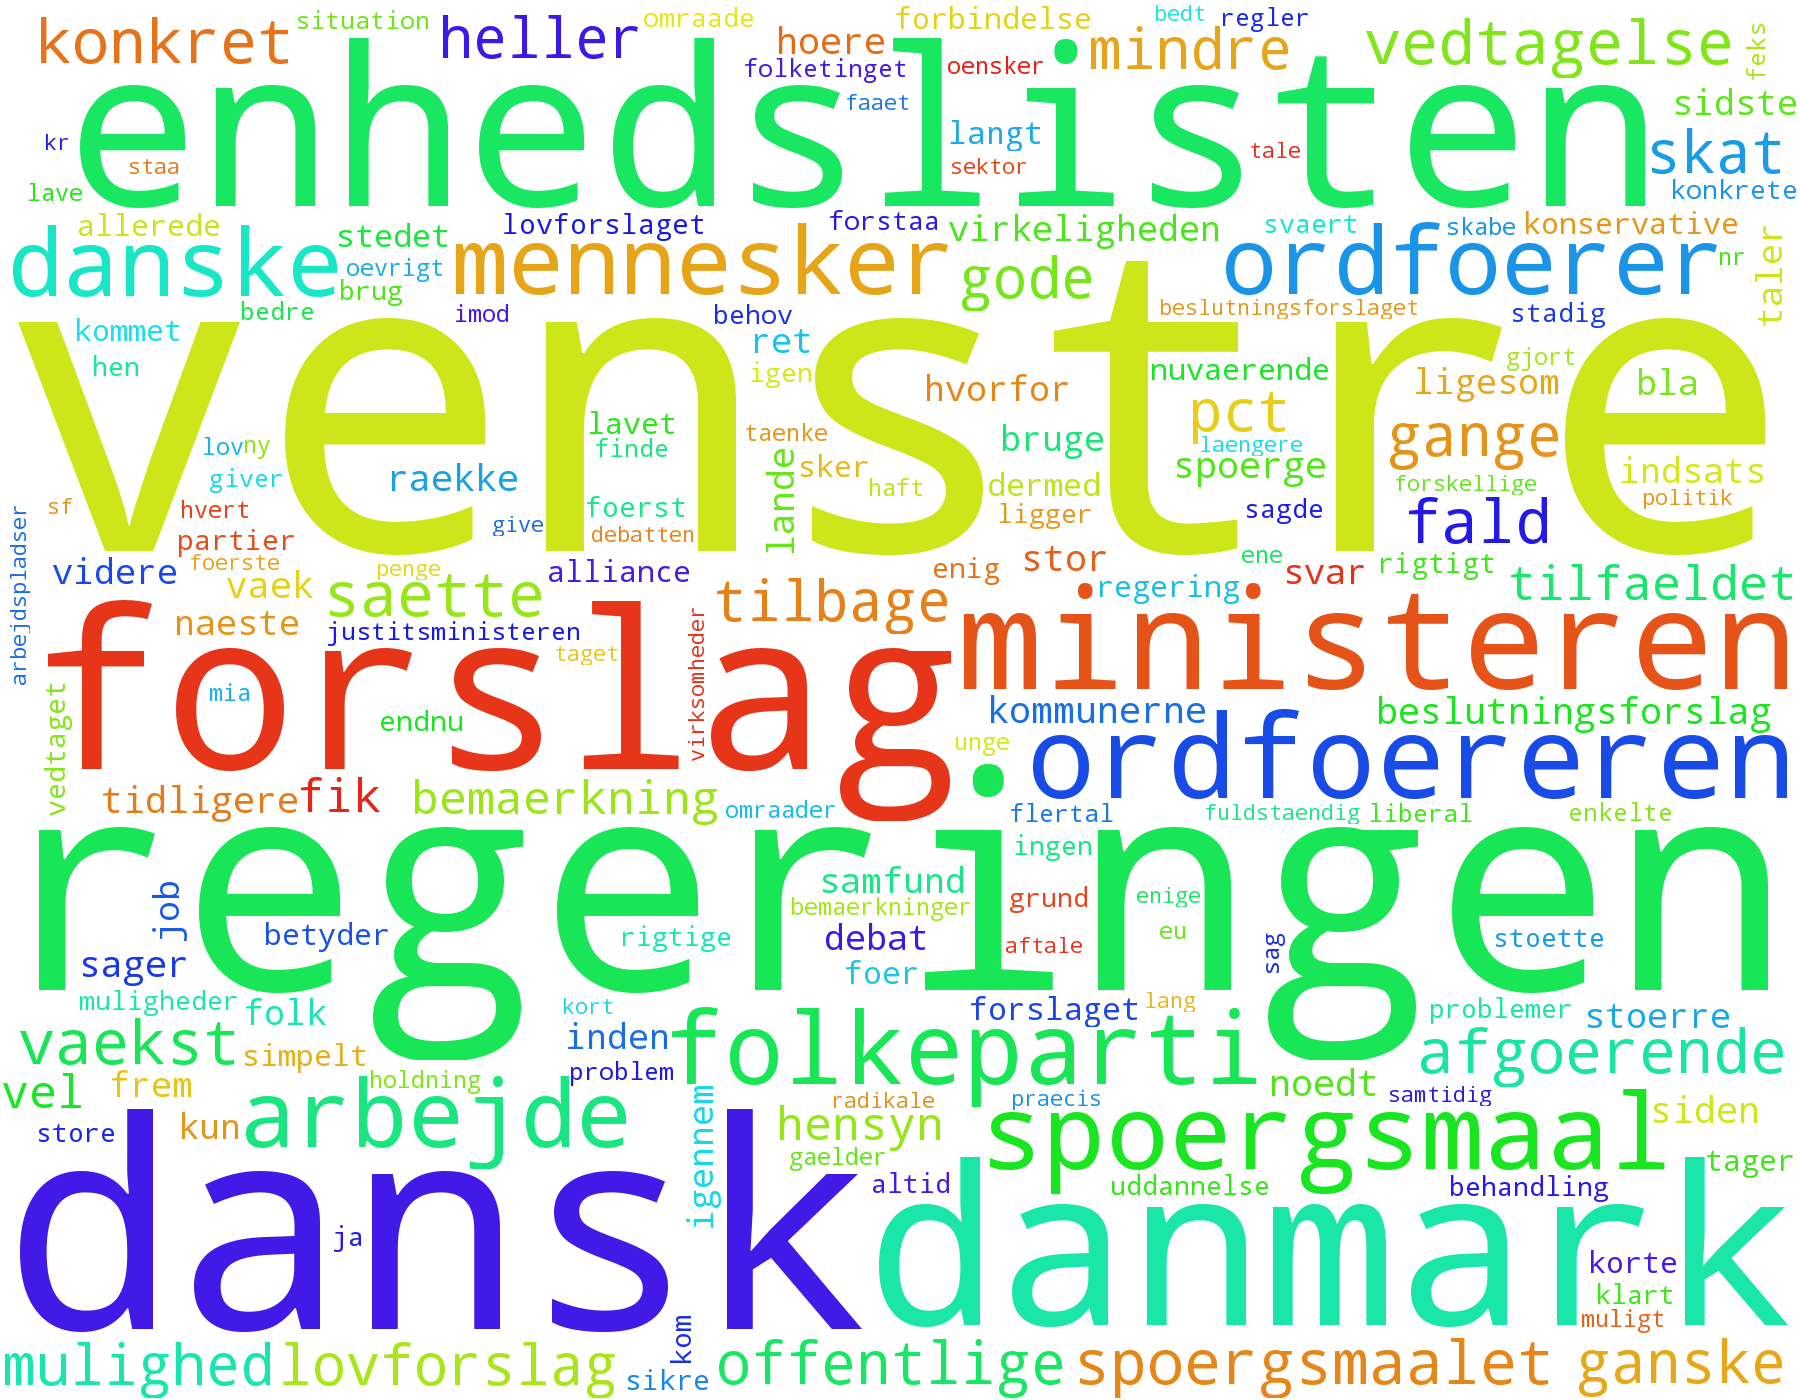 konkret
situation
heller
omraade
forbindelse
bedt
regler
hoere
mindre
vedtagelse
feks
folketinget
oensker
enhedslisten
faaet
sidste
kr
staa
langt
sektor
tale
skat
lave
konkrete
allerede
lovforslaget
forstaa
virkeligheden
svaert
skabe
konservative
danske
stedet
mennesker
ordfoerer
nr
taler
oevrigt
brug
gode
bedre
imod
behov
beslutningsforslaget
stadig
kommet
hen
ret
igen
venstre
hvorfor
nuvaerende
gjort
ligesom
bla
pct
lavet
finde
taenke
bruge
laengere
gange
lov
ny
giver
raekke
lande
sker
haft
dermed
spoerge
forskellige
indsats
politik
sf
hvert
foerst
give
debatten
ligger
sagde
fald
arbejdspladser
partier
foerste
videre
vaek
penge
alliance
enig
stor
ene
svar
rigtigt
saette
tilbage
regering
tilfaeldet
naeste
justitsministeren
taget
virksomheder
forslag
ministeren
mia
vedtaget
endnu
kommunerne
beslutningsforslag
unge
ordfoereren
tidligere
fik
bemaerkning
omraader
flertal
fuldstaendig
liberal
enkelte
regeringen
ingen
job
samfund
bemaerkninger
grund
enige
betyder
rigtige
debat
aftale
eu
sag
stoette
sager
foer
muligheder
folk
kort
forslaget
lang
problemer
stoerre
vaekst
simpelt
inden
folkeparti
afgoerende
vel
frem
holdning
problem
noedt
samtidig
igennem
radikale
praecis
siden
store
kun
arbejde
hensyn
spoergsmaal
gaelder
tager
altid
uddannelse
behandling
dansk
ja
danmark
korte
klart
muligt
kom
mulighed
lovforslag
sikre
offentlige
spoergsmaalet
ganske